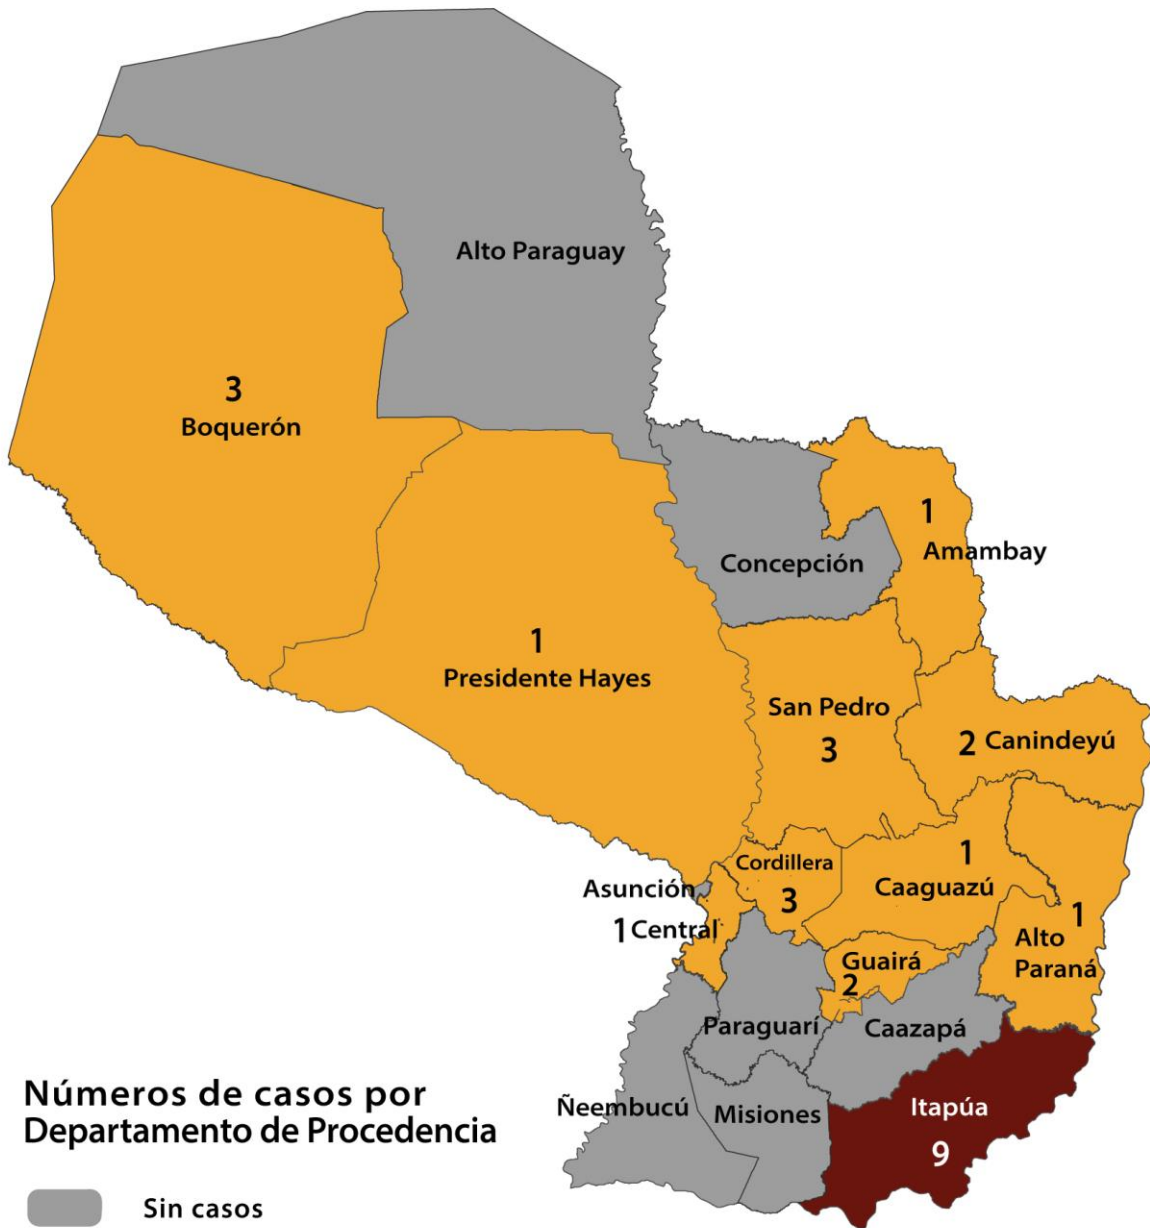 Alto Paraguay
3
Boquerón
1
Amambay
Concepción
1
Presidente Hayes
San Pedro
3
2 Canindeyú
1
Caaguazú
Cordillera
3
Asunción
1 Central
1
Alto
Paraná
Guairá
2
Paraguarí
Caazapá
Ñeembucú
Misiones
Itapúa
9
Números de casos por
Departamento de Procedencia
Sin casos